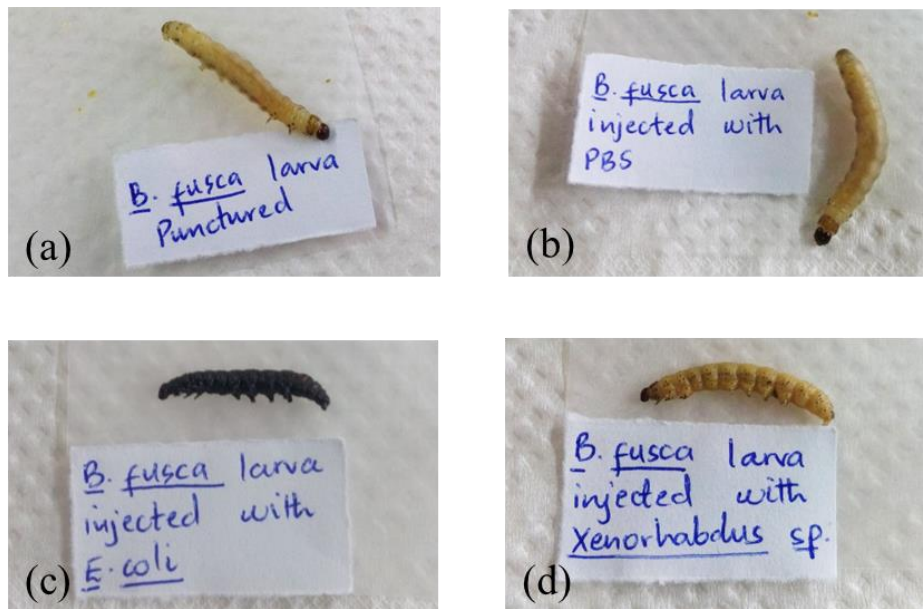 B. fusca larva
Punctured
(a)
B. fusca larva
injected with
PBS
(b)
B. fusca larva
injected with
E. coli
(c)
B. fusca larva
injected with
Xenorhabdus sp.
(d)